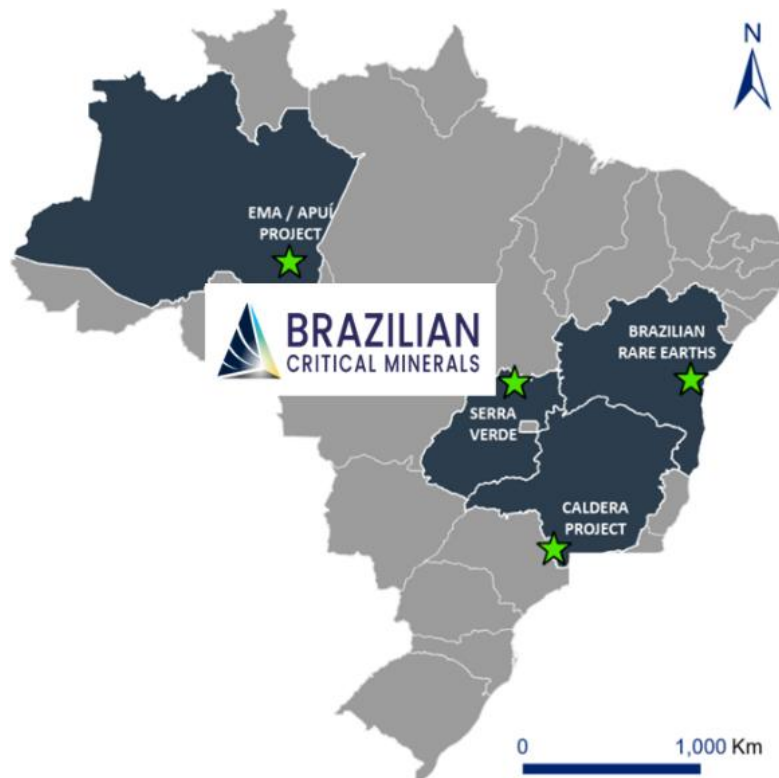 N
EMA / APUÍ
PROJECT
BRAZILIAN
CRITICAL MINERALS
BRAZILIAN
RARE EARTHS
SERRA
VERDE
CALDERA
PROJECT
0 1,000 Km